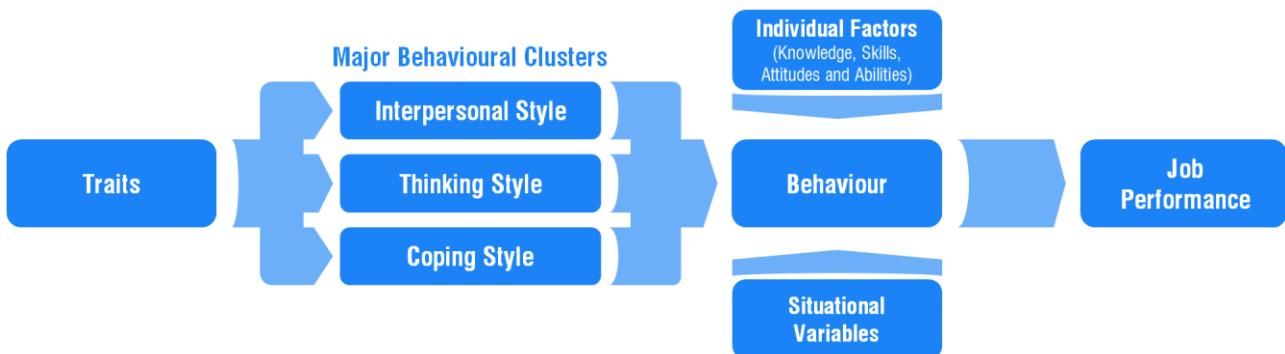 Traits
Major Behavioural Clusters
Interpersonal Style
Thinking Style
Coping Style
Individual Factors
(Knowledge, Skills,
Attitudes and Abilities)
Behaviour
Situational
Variables
Job
Performance